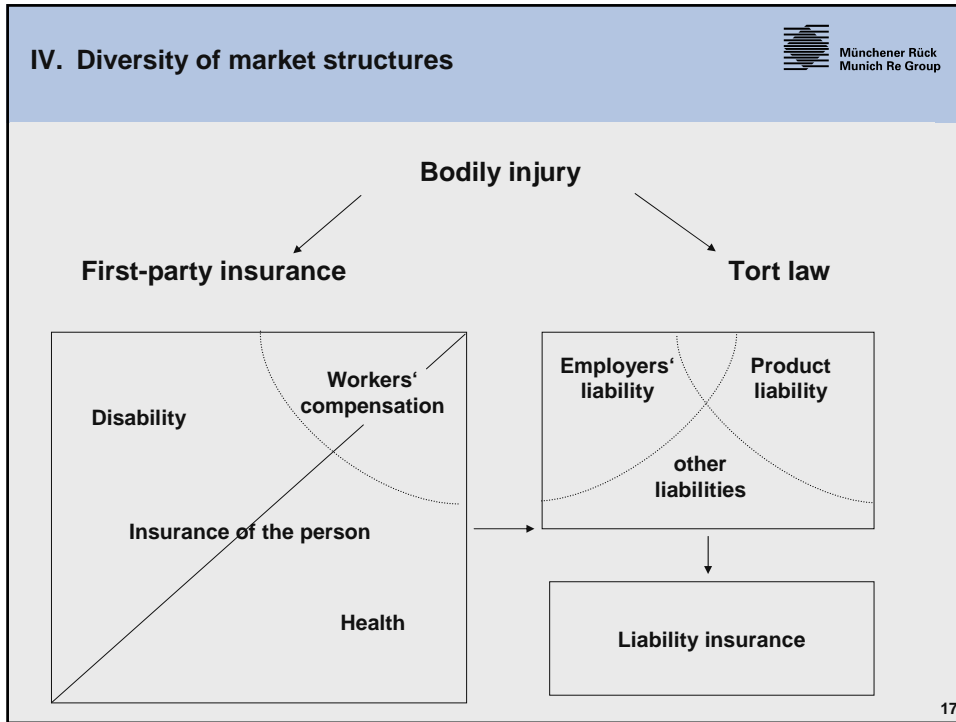 IV. Diversity of market structures
Münchener Rück
Munich Re Group
Bodily injury
First-party insurance
Tort law
Workers‘
compensation
Disability
Insurance of the person
Health
Employers‘
liability
Product
liability
other
liabilities
Liability insurance
17